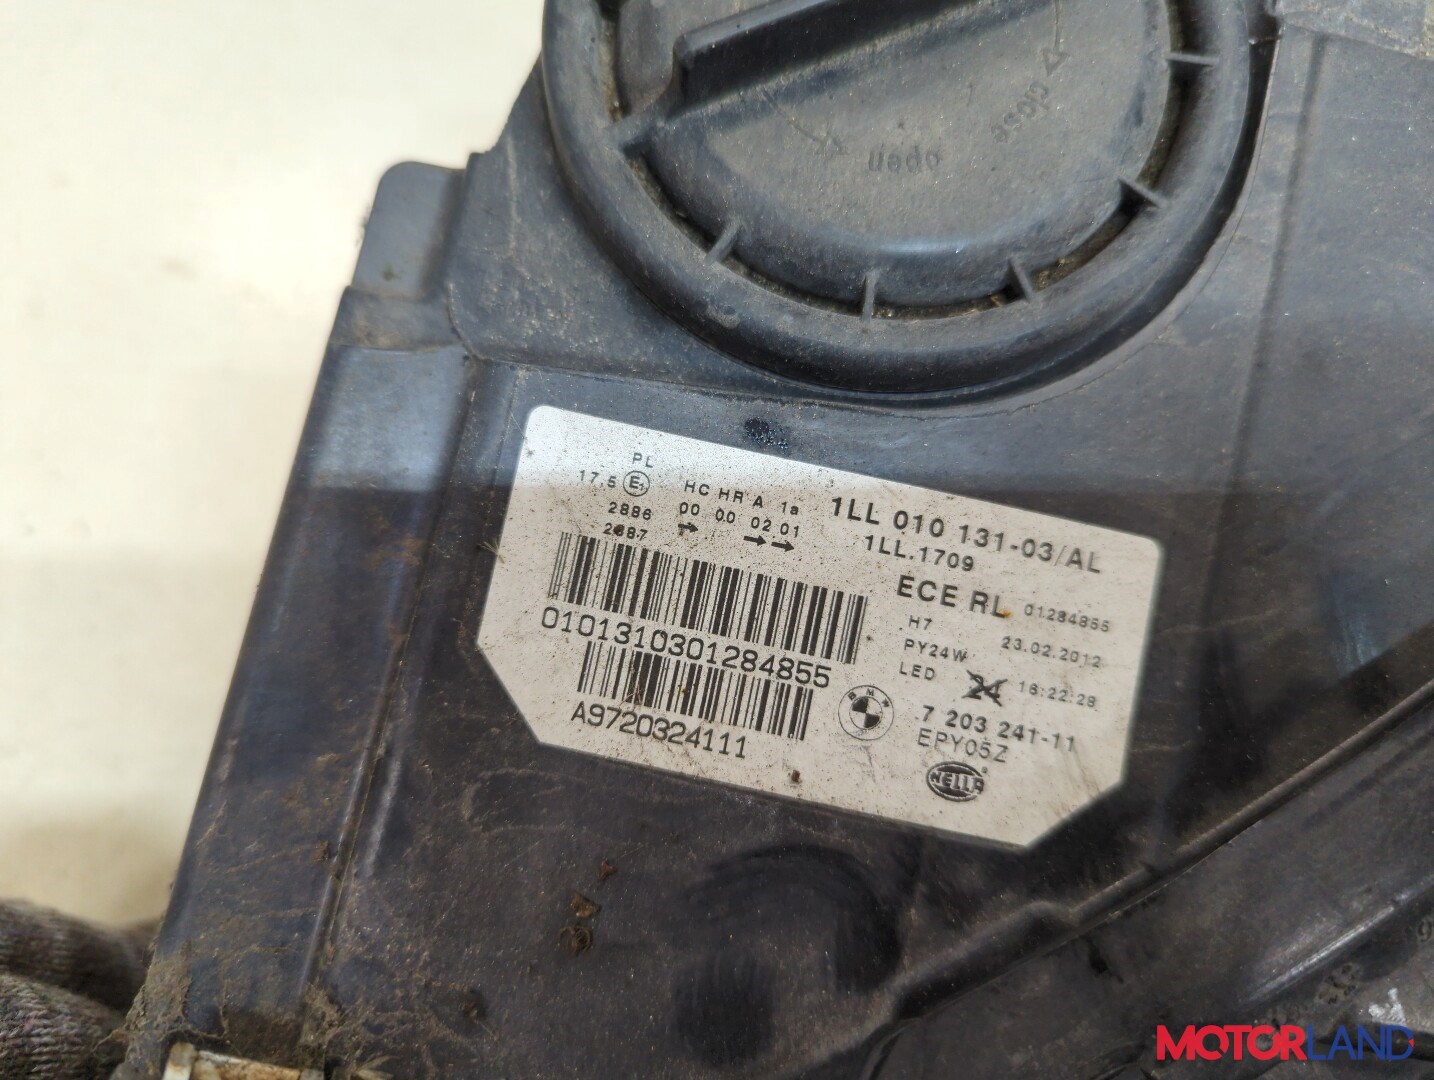 close
open
PL
17,5 E1
HC HR A 1a
2886
00 00 02 01
2887
1LL 010 131-03/AL
1LL.1709
ECE RL 01284855
H7
23.02.2012
PY24W
LED
24 16:22:28
0101310301284855
BMW
7 203 241-11
EPY05Z
A9720324111
HELLA
MOTORLAND